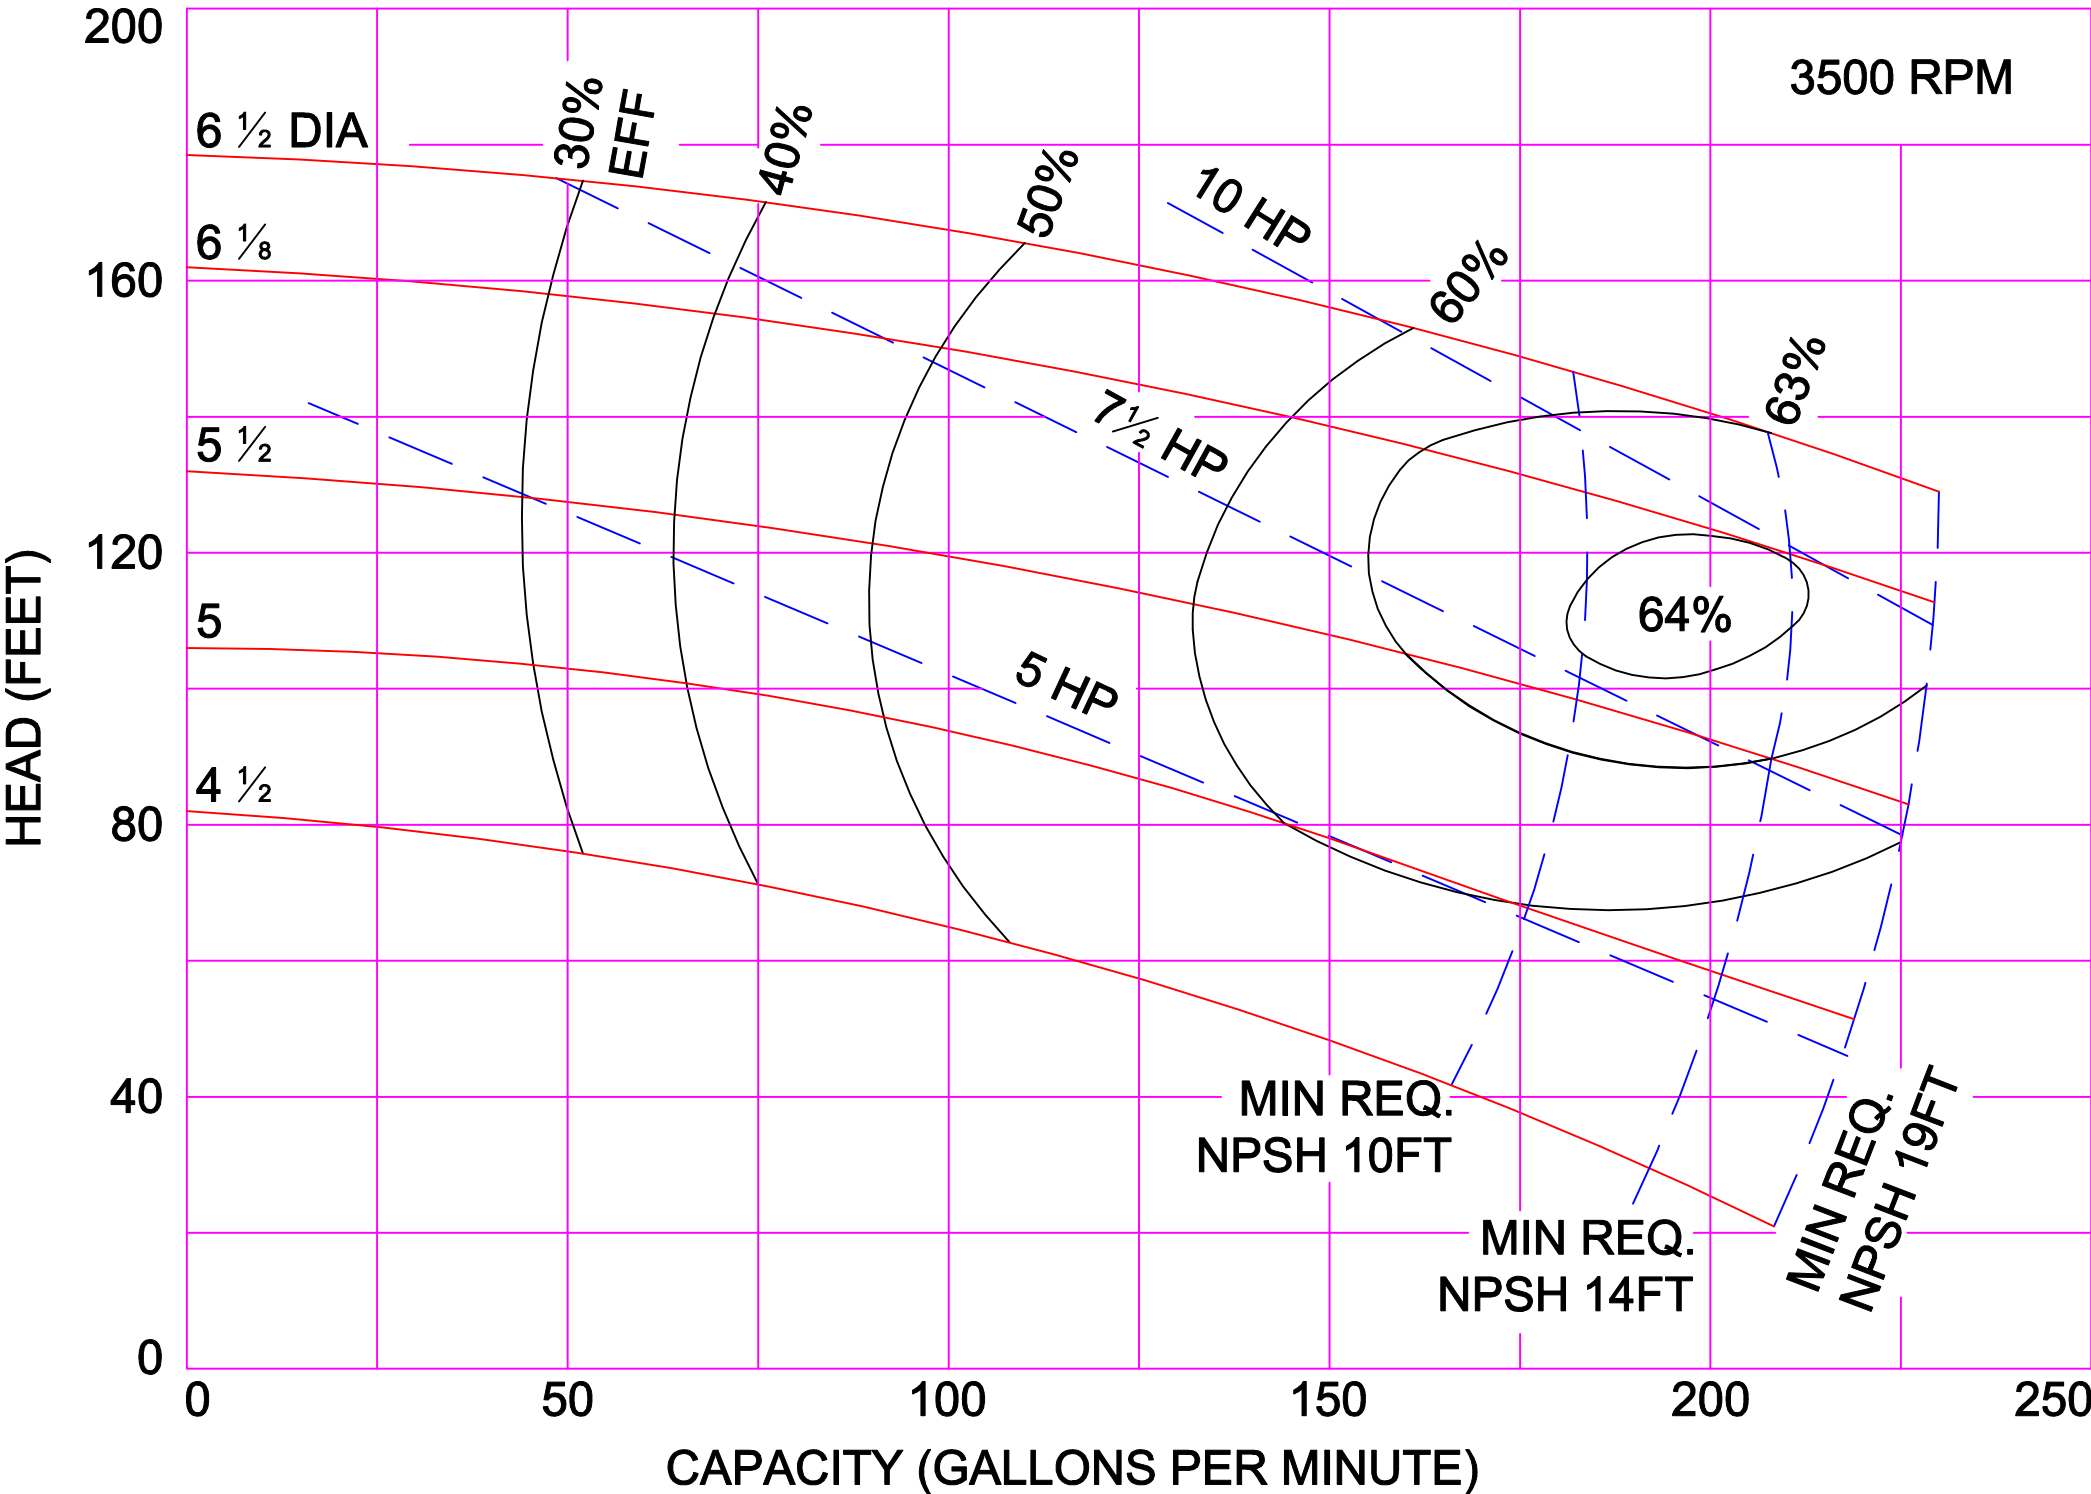 200
3500 RPM
6 ½ DIA
30%
EFF
40%
50%
10 HP
6 ⅛
160
60%
63%
7½ HP
5 ½
120
64%
5
5 HP
HEAD (FEET)
4 ½
80
40
MIN REQ.
NPSH 10FT
MIN REQ.
NPSH 14FT
MIN REQ.
NPSH 19FT
0
0
50
100
150
200
250
CAPACITY (GALLONS PER MINUTE)